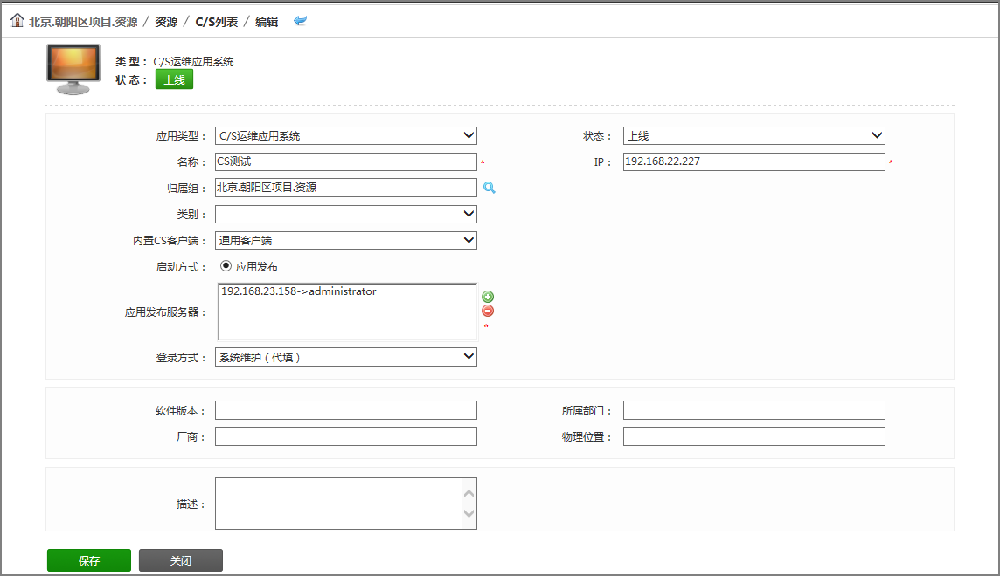 北京.朝阳区项目.资源 / 资源 / C/S列表 / 编辑
类 型： C/S运维应用系统
状 态： 上线
应用类型： C/S运维应用系统 状态： 上线
名称： CS测试 * IP： 192.168.22.227 *
归属组： 北京.朝阳区项目.资源
类别：
内置CS客户端： 通用客户端
启动方式： 应用发布
应用发布服务器： 192.168.23.158->administrator
*
登录方式： 系统维护（代填）
软件版本： 所属部门：
厂商： 物理位置：
描述：
保存 关闭